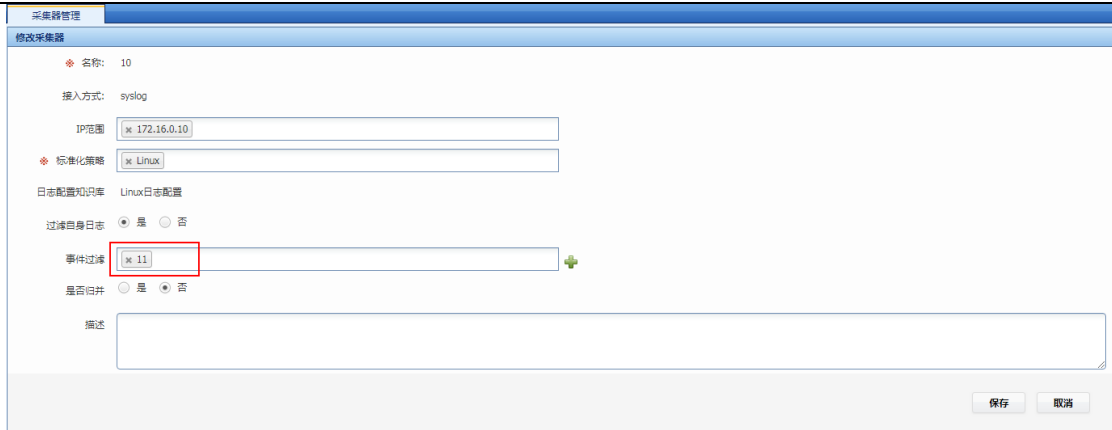 采集器管理
修改采集器
※ 名称: 10
接入方式: syslog
IP范围 × 172.16.0.10
※ 标准化策略 × Linux
日志配置知识库 Linux日志配置
过滤自身日志 是 否
事件过滤 × 11
是否归并 是 否
描述
保存 取消